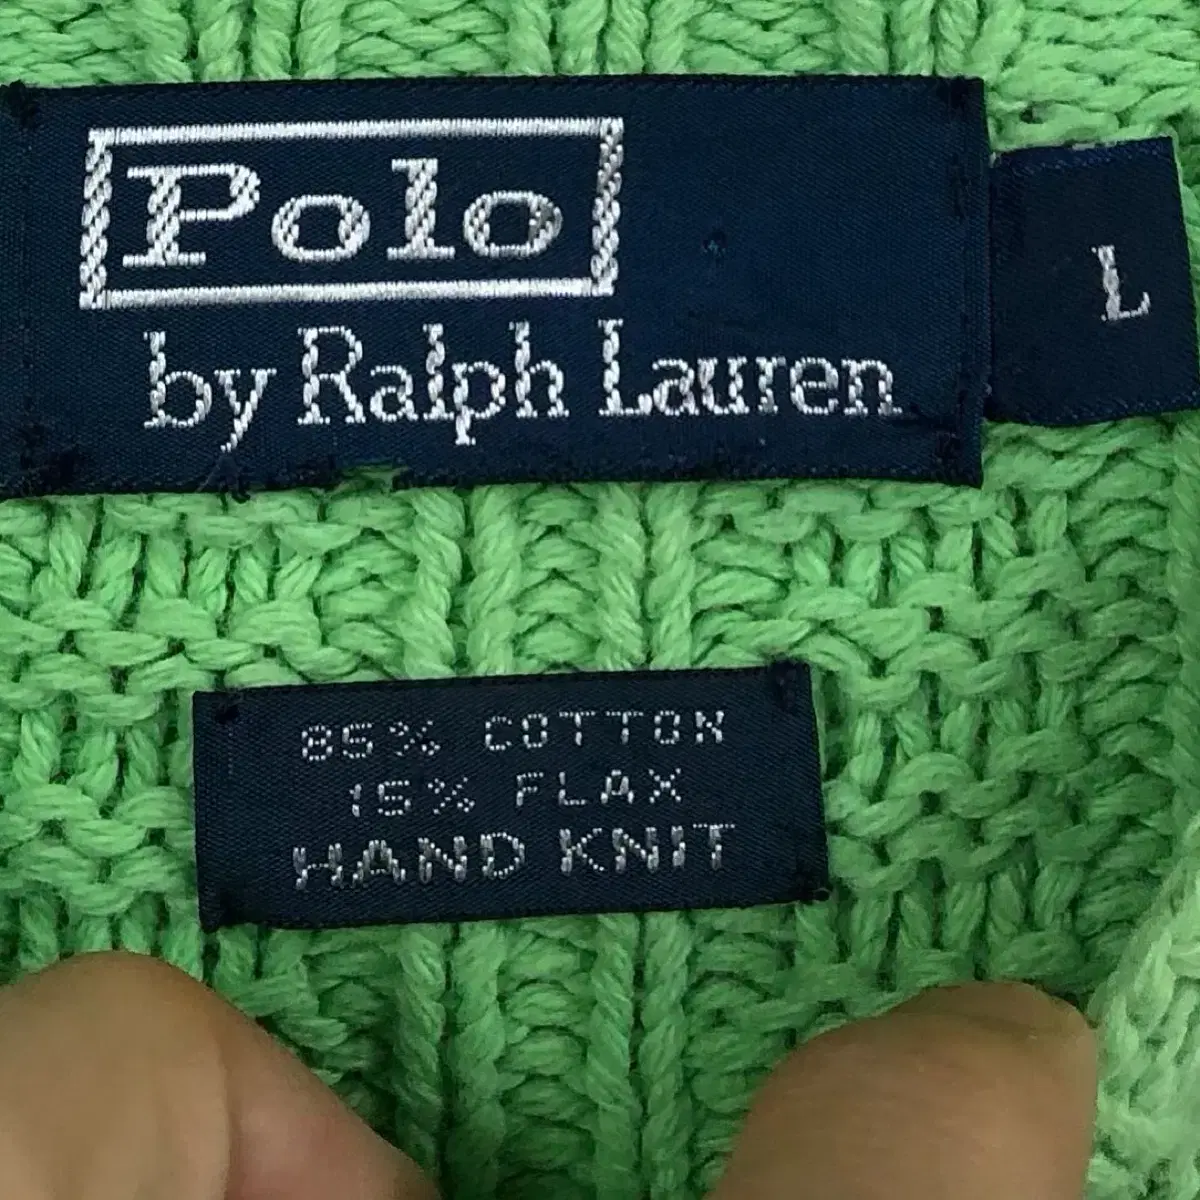 Polo
by Ralph Lauren
L
85% COTTON
15% FLAX
HAND KNIT